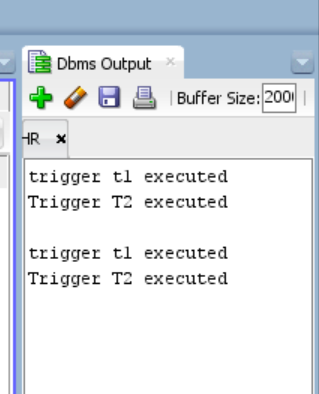 Dbms Output
Buffer Size: 200
HR
trigger t1 executed
Trigger T2 executed
trigger t1 executed
Trigger T2 executed